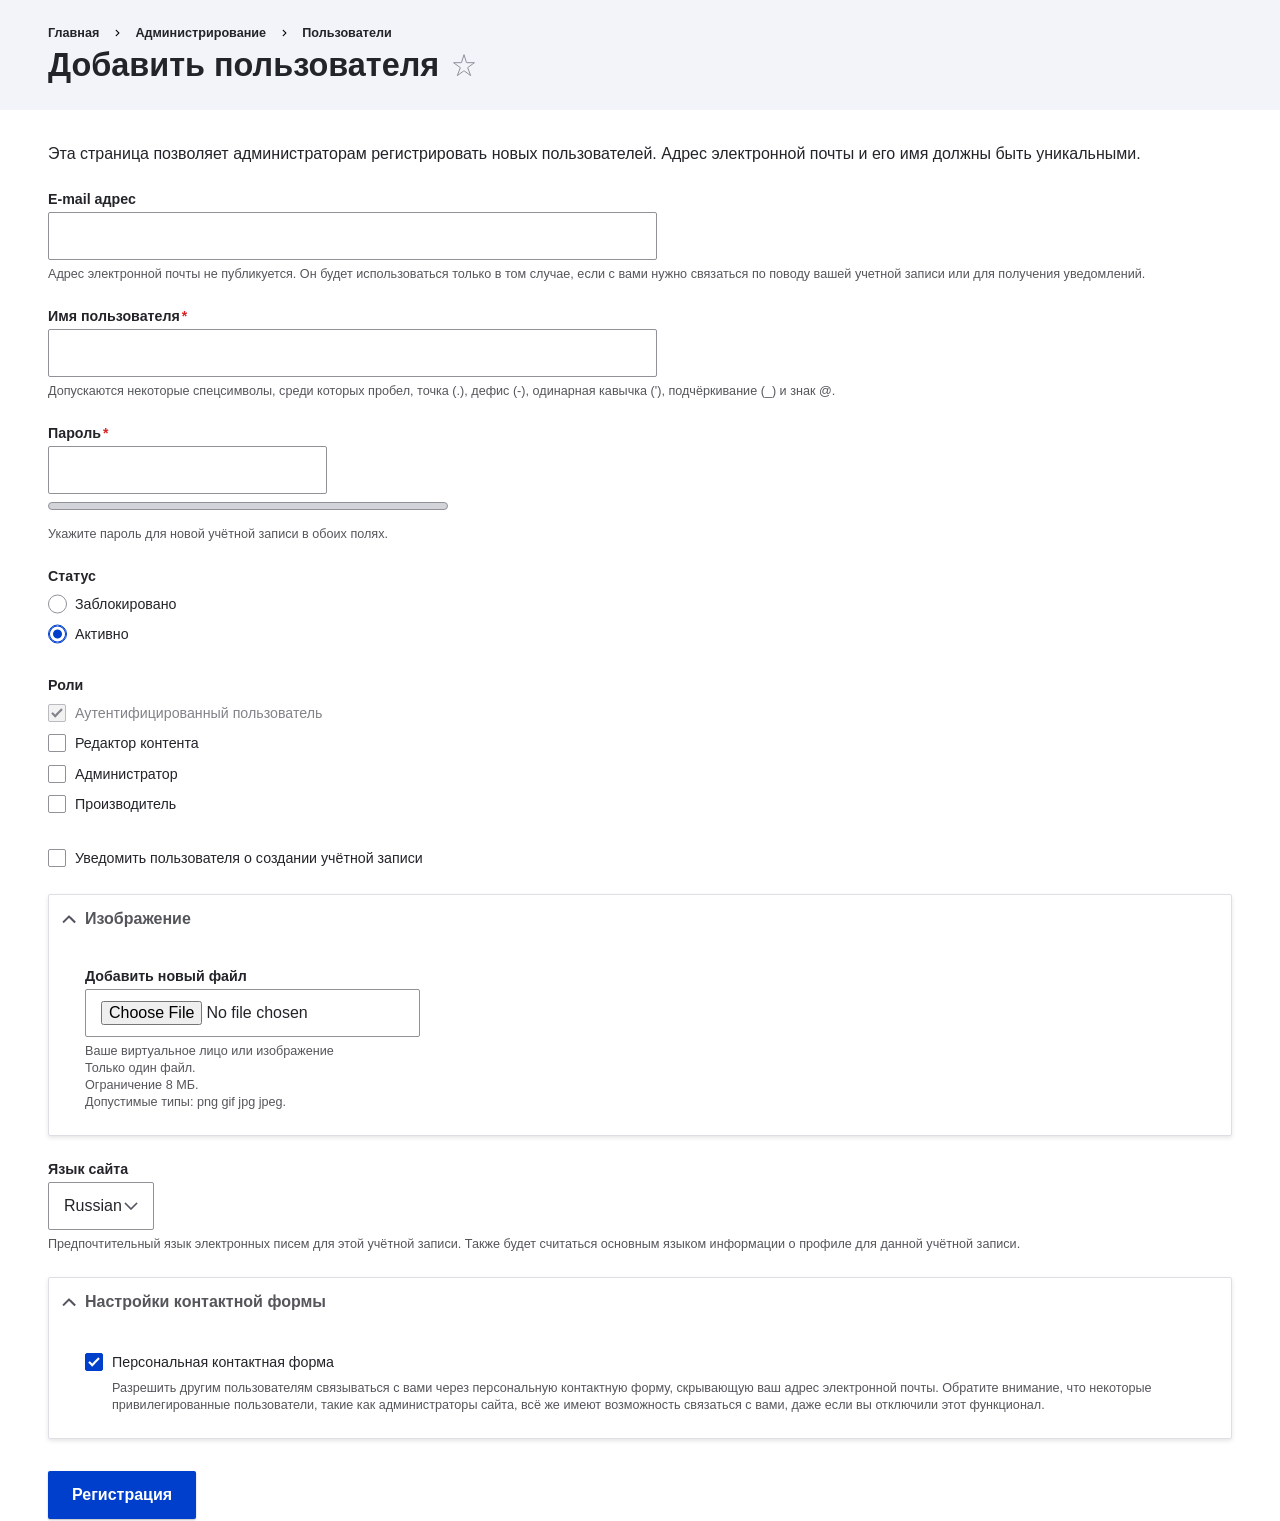 Главная › Администрирование › Пользователи
Добавить пользователя ☆
Эта страница позволяет администраторам регистрировать новых пользователей. Адрес электронной почты и его имя должны быть уникальными.
E-mail адрес
Адрес электронной почты не публикуется. Он будет использоваться только в том случае, если с вами нужно связаться по поводу вашей учетной записи или для получения уведомлений.
Имя пользователя*
Допускаются некоторые спецсимволы, среди которых пробел, точка (.), дефис (-), одинарная кавычка ('), подчёркивание (_) и знак @.
Пароль*
Укажите пароль для новой учётной записи в обоих полях.
Статус
Заблокировано
Активно
Роли
Аутентифицированный пользователь
Редактор контента
Администратор
Производитель
Уведомить пользователя о создании учётной записи
Изображение
Добавить новый файл
Choose File No file chosen
Ваше виртуальное лицо или изображение
Только один файл.
Ограничение 8 МБ.
Допустимые типы: png gif jpg jpeg.
Язык сайта
Russian
Предпочтительный язык электронных писем для этой учётной записи. Также будет считаться основным языком информации о профиле для данной учётной записи.
Настройки контактной формы
Персональная контактная форма
Разрешить другим пользователям связываться с вами через персональную контактную форму, скрывающую ваш адрес электронной почты. Обратите внимание, что некоторые
привилегированные пользователи, такие как администраторы сайта, всё же имеют возможность связаться с вами, даже если вы отключили этот функционал.
Регистрация